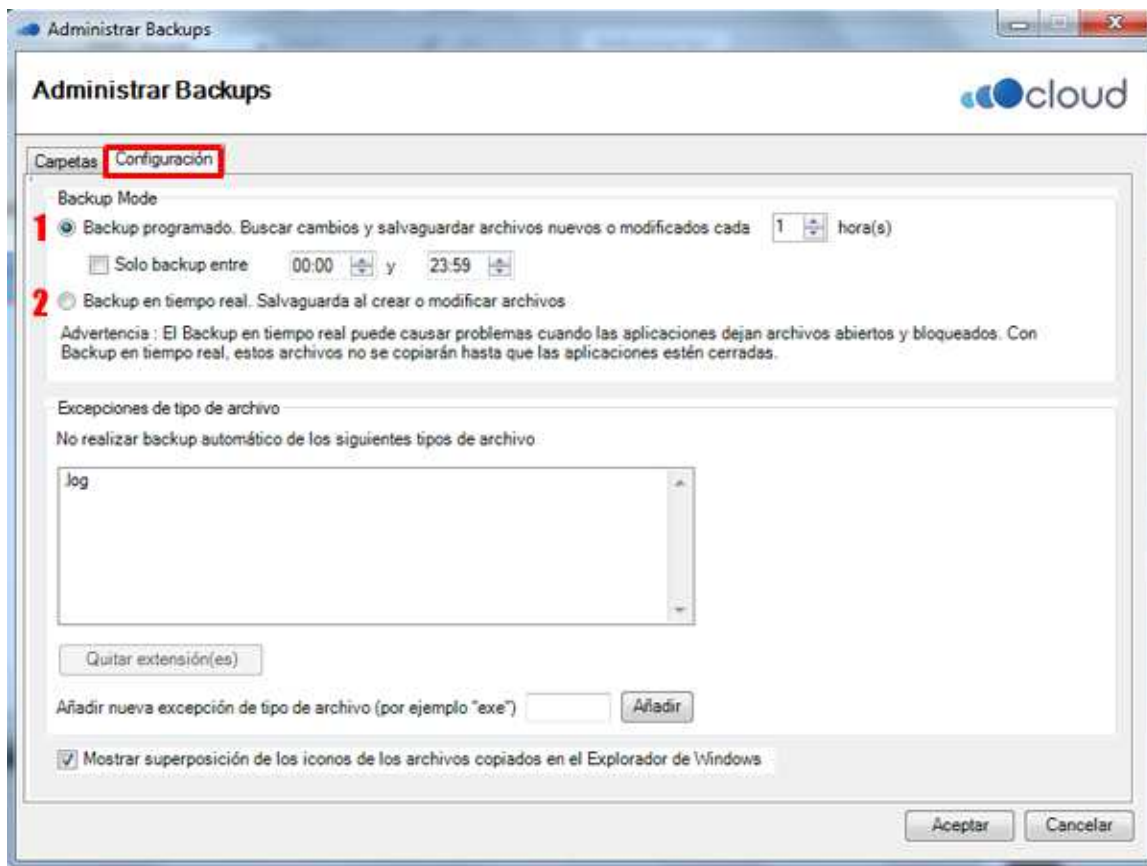 Administrar Backups
Administrar Backups
cloud
Carpetas Configuración
Backup Mode
1 Backup programado. Buscar cambios y salvaguardar archivos nuevos o modificados cada 1 hora(s)
Solo backup entre 00:00 y 23:59
2 Backup en tiempo real. Salvaguarda al crear o modificar archivos
Advertencia : El Backup en tiempo real puede causar problemas cuando las aplicaciones dejan archivos abiertos y bloqueados. Con
Backup en tiempo real, estos archivos no se copiarán hasta que las aplicaciones estén cerradas.
Excepciones de tipo de archivo
No realizar backup automático de los siguientes tipos de archivo
.log
Quitar extensión(es)
Añadir nueva excepción de tipo de archivo (por ejemplo "exe") Añadir
Mostrar superposición de los iconos de los archivos copiados en el Explorador de Windows
Aceptar Cancelar